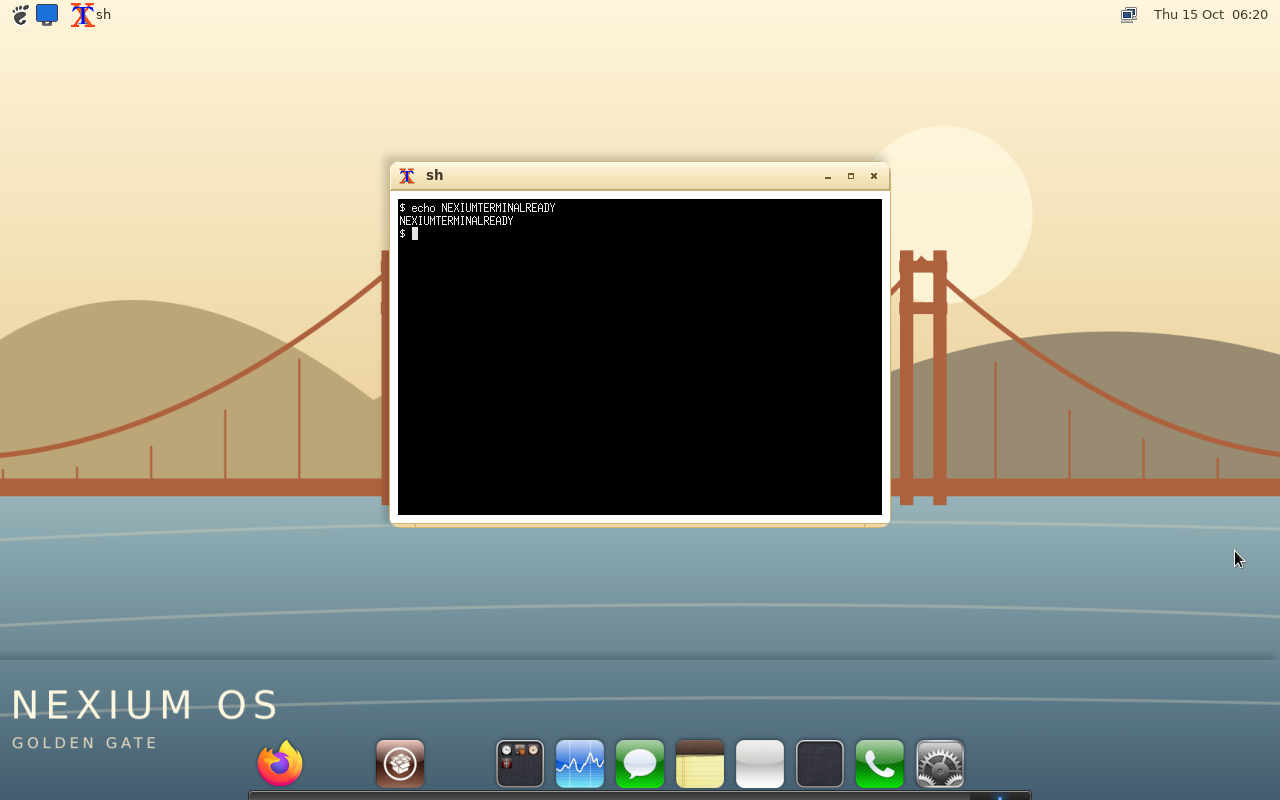 sh
Thu 15 Oct 06:20
sh
$ echo NEXIUMTERMINALREADY
NEXIUMTERMINALREADY
$
NEXIUM OS
GOLDEN GATE